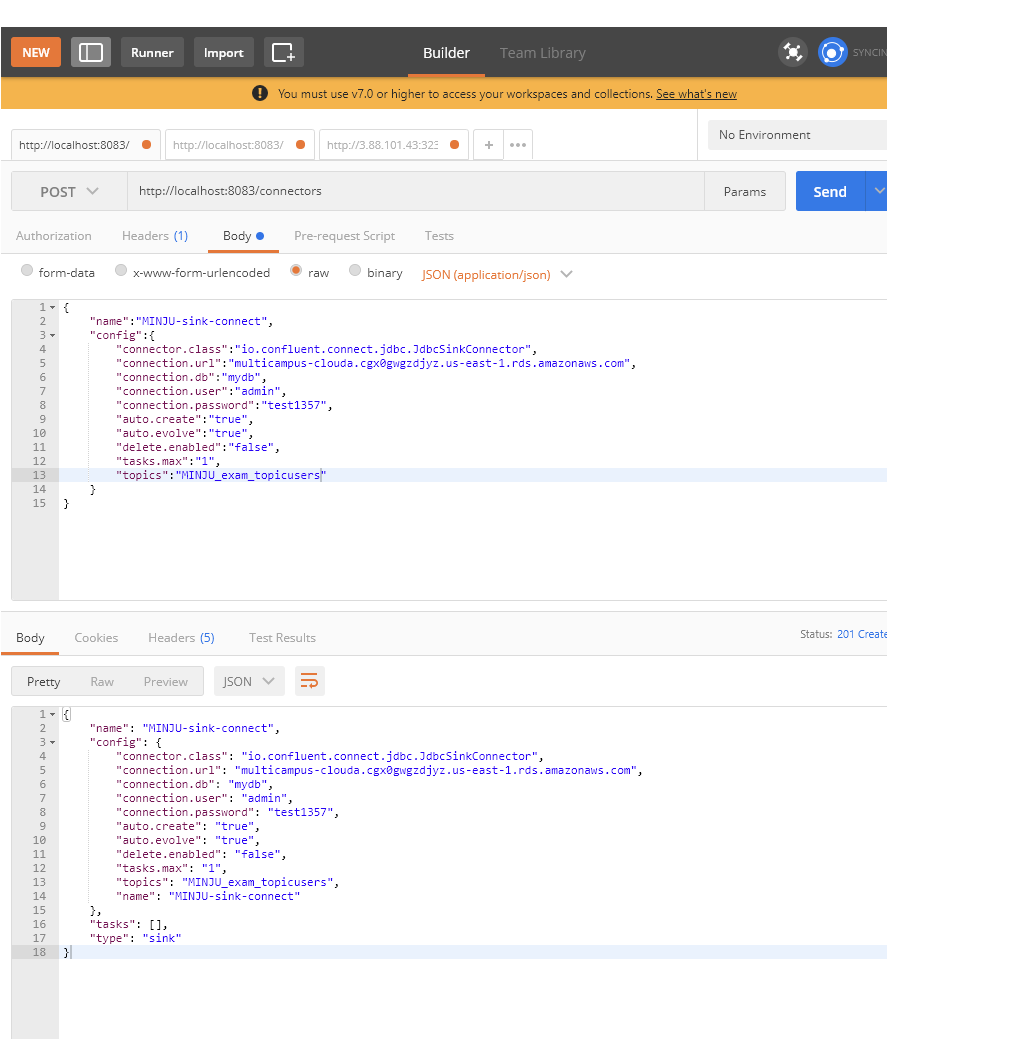 NEW Runner Import Builder Team Library SYNCIN
You must use v7.0 or higher to access your workspaces and collections. See what's new
http://localhost:8083/ http://localhost:8083/ http://3.88.101.43:323 + ••• No Environment
POST http://localhost:8083/connectors Params Send
Authorization Headers (1) Body Pre-request Script Tests
form-data x-www-form-urlencoded raw binary JSON (application/json)
1 {
2 "name":"MINJU-sink-connect",
3 "config":{
4 "connector.class":"io.confluent.connect.jdbc.JdbcSinkConnector",
5 "connection.url":"multicampus-clouda.cgx0gwgzdjyz.us-east-1.rds.amazonaws.com",
6 "connection.db":"mydb",
7 "connection.user":"admin",
8 "connection.password":"test1357",
9 "auto.create":"true",
10 "auto.evolve":"true",
11 "delete.enabled":"false",
12 "tasks.max":"1",
13 "topics":"MINJU_exam_topicusers"
14 }
15 }
Body Cookies Headers (5) Test Results Status: 201 Create
Pretty Raw Preview JSON
1 {
2 "name": "MINJU-sink-connect",
3 "config": {
4 "connector.class": "io.confluent.connect.jdbc.JdbcSinkConnector",
5 "connection.url": "multicampus-clouda.cgx0gwgzdjyz.us-east-1.rds.amazonaws.com",
6 "connection.db": "mydb",
7 "connection.user": "admin",
8 "connection.password": "test1357",
9 "auto.create": "true",
10 "auto.evolve": "true",
11 "delete.enabled": "false",
12 "tasks.max": "1",
13 "topics": "MINJU_exam_topicusers",
14 "name": "MINJU-sink-connect"
15 },
16 "tasks": [],
17 "type": "sink"
18 }